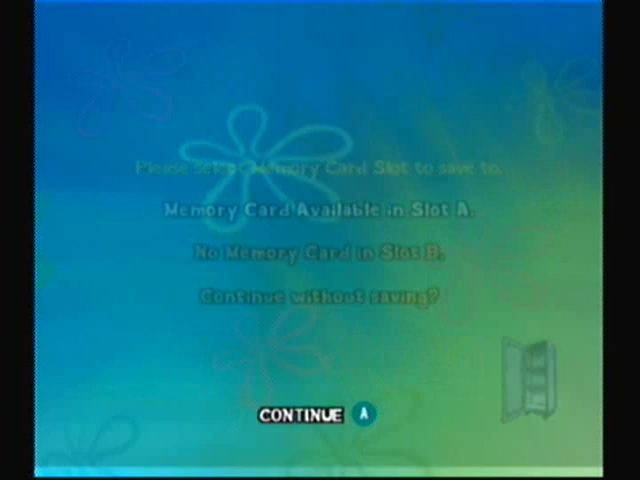 Please select Memory Card Slot to save to.
Memory Card Available in Slot A.
No Memory Card in Slot B.
Continue without saving?
CONTINUE A